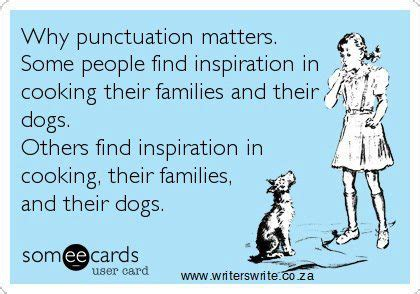 Why punctuation matters.
Some people find inspiration in
cooking their families and their
dogs.
Others find inspiration in
cooking, their families,
and their dogs.
someecards
user card
www.writerswrite.co.za